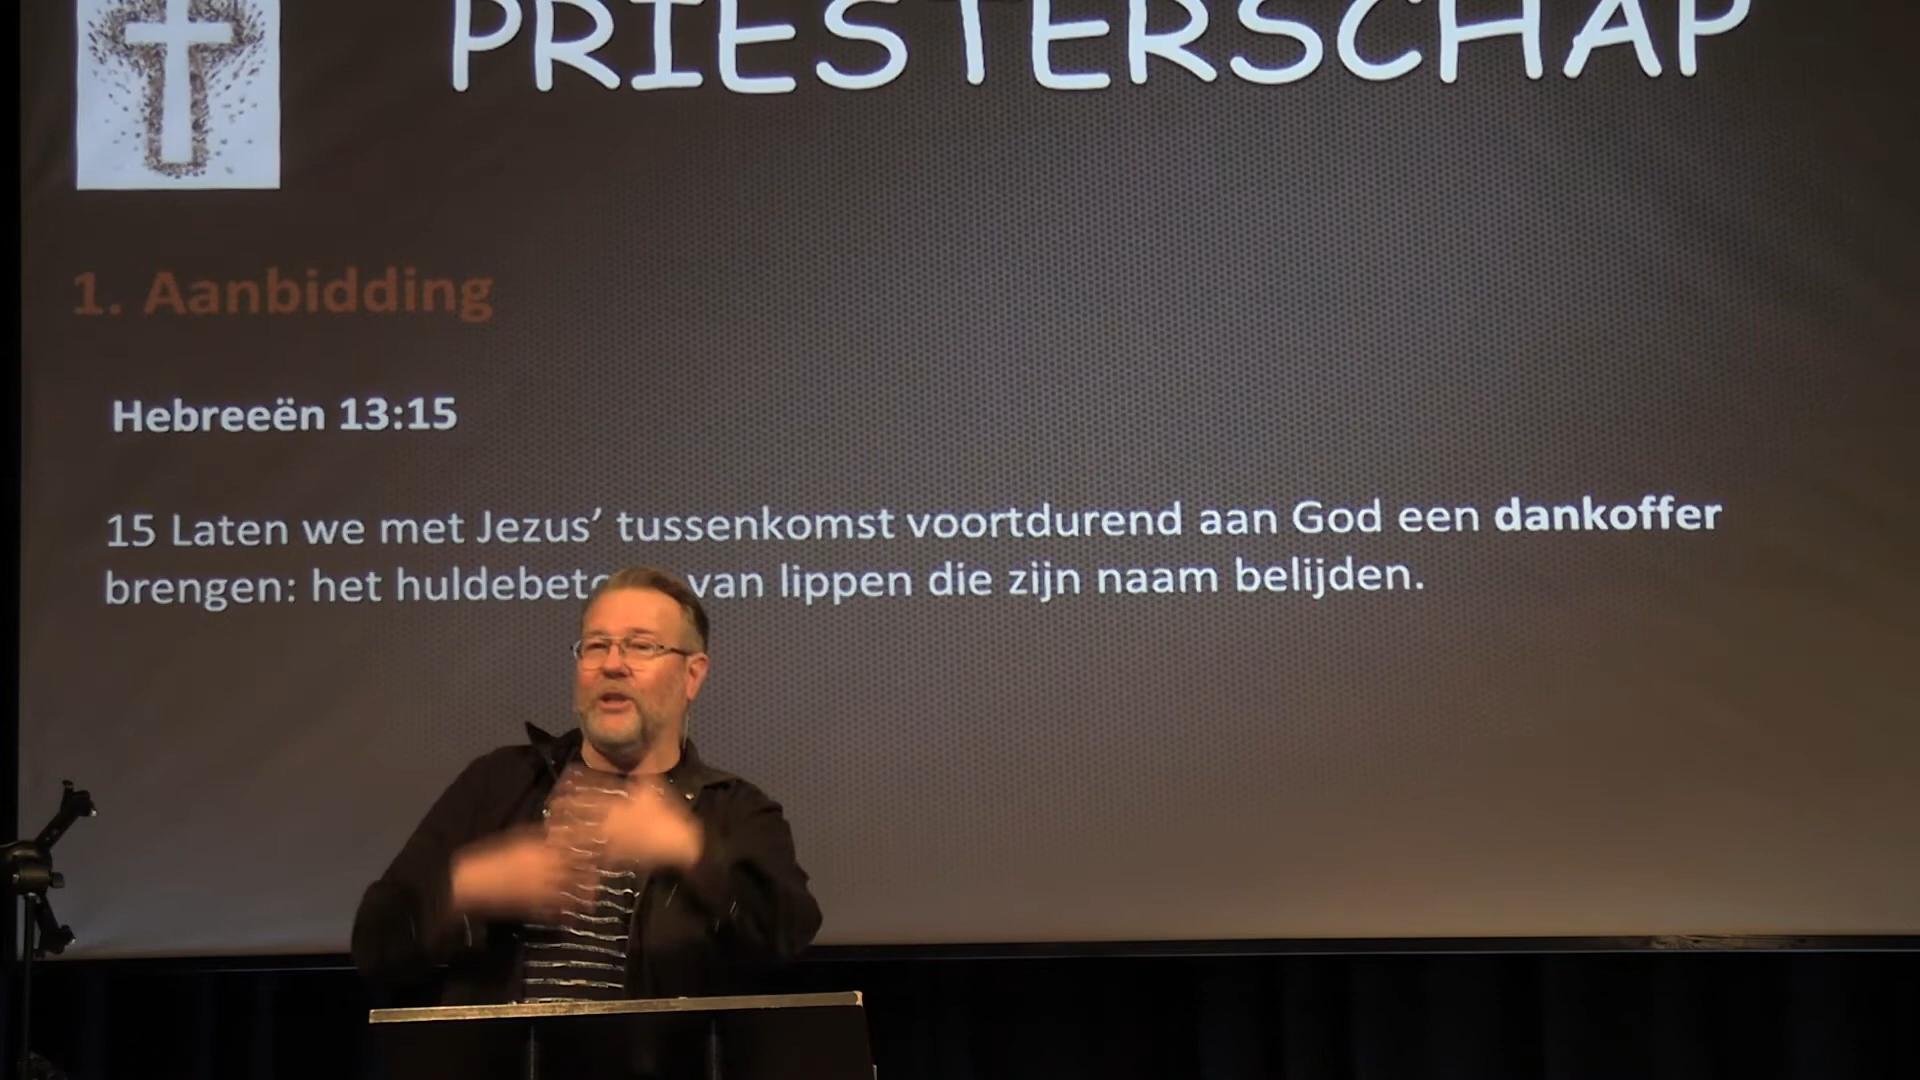 PRIESTERSCHAP
1. Aanbidding
Hebreeën 13:15
15 Laten we met Jezus’ tussenkomst voortdurend aan God een dankoffer
brengen: het huldebeto van lippen die zijn naam belijden.